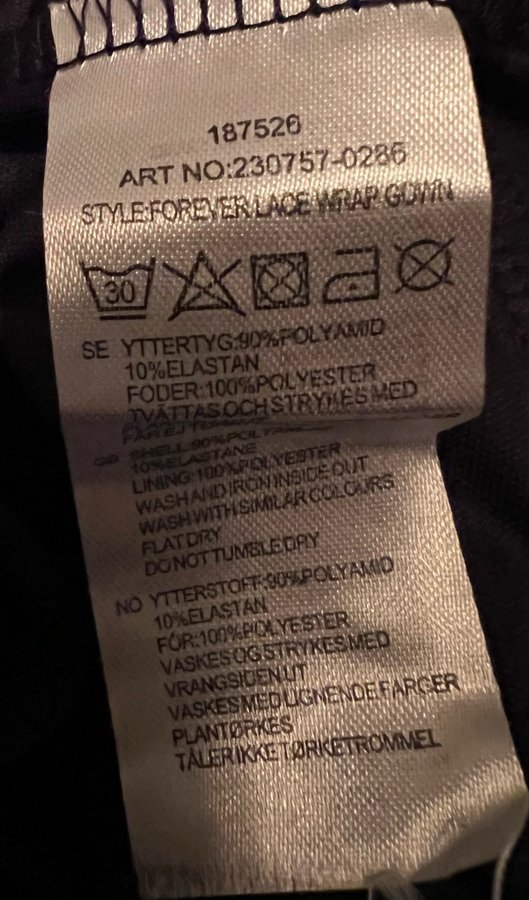 187526
ART NO:230757-0286
STYLE:FOREVER LACE WRAP GOWN
30
SE YTTERTYG:90%POLYAMID
10%ELASTAN
FODER:100%POLYESTER
TVÄTTAS OCH STRYKES MED
GB SHELL:90%
10%ELASTANE
LINING:100%POLYESTER
WASH AND IRON INSIDE OUT
WASH WITH SIMILAR COLOURS
FLAT DRY
DO NOT TUMBLE DRY
NO YTTERSTOFF:90%POLYAMID
10%ELASTAN
FÔR:100%POLYESTER
VASKES OG STRYKES MED
VRANGSIDEN UT
VASKES MED LIGNENDE FARGER
PLANTØRKES
TÅLER IKKE TØRKETROMMEL